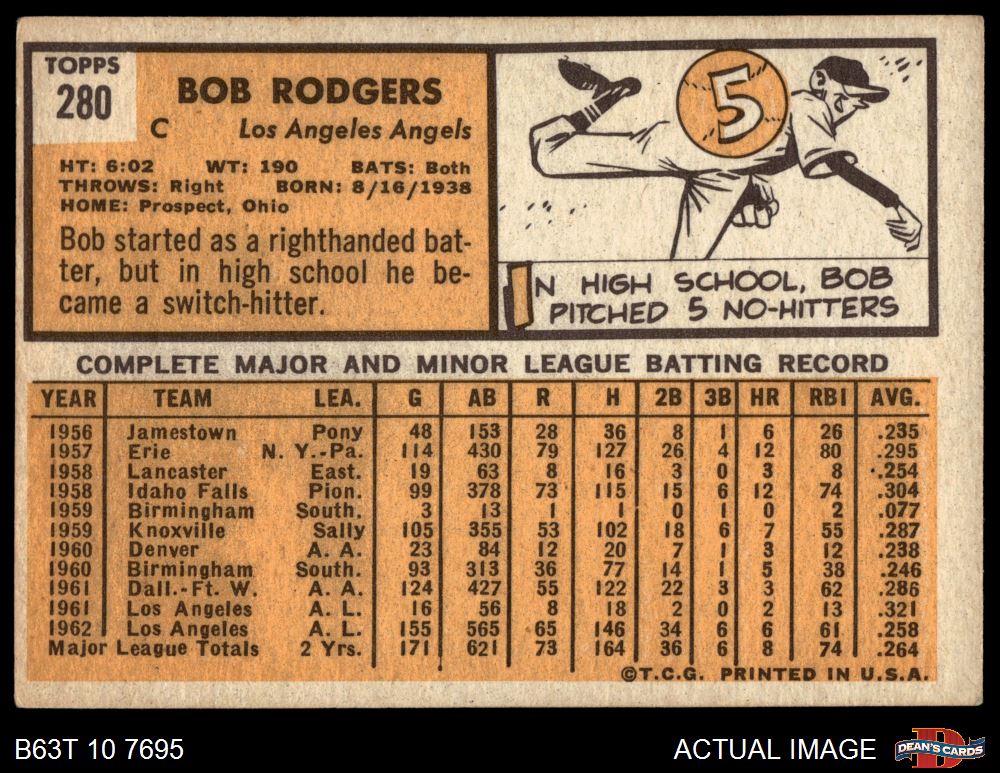 TOPPS
280
BOB RODGERS
C Los Angeles Angels
HT: 6:02 WT: 190 BATS: Both
THROWS: Right BORN: 8/16/1938
HOME: Prospect, Ohio
Bob started as a righthanded bat-
ter, but in high school he be-
came a switch-hitter.
5
IN HIGH SCHOOL, BOB
PITCHED 5 NO-HITTERS
COMPLETE MAJOR AND MINOR LEAGUE BATTING RECORD
YEAR TEAM LEA. G AB R H 2B 3B HR RBI AVG.
1956 Jamestown Pony 48 153 28 36 8 1 6 26 .235
1957 Erie N. Y.-Pa. 114 430 79 127 26 4 12 80 .295
1958 Lancaster East. 19 63 8 16 3 0 3 8 .254
1958 Idaho Falls Pion. 99 378 73 115 15 6 12 74 .304
1959 Birmingham South. 3 13 1 1 0 1 0 2 .077
1959 Knoxville Sally 105 355 53 102 18 6 7 55 .287
1960 Denver A. A. 23 84 12 20 7 1 3 12 .238
1960 Birmingham South. 93 313 36 77 14 1 5 38 .246
1961 Dall.-Ft. W. A. A. 124 427 55 122 22 3 3 62 .286
1961 Los Angeles A. L. 16 56 8 18 2 0 2 13 .321
1962 Los Angeles A. L. 155 565 65 146 34 6 6 61 .258
Major League Totals 2 Yrs. 171 621 73 164 36 6 8 74 .264
©T.C.G. PRINTED IN U.S.A.
B63T 10 7695
ACTUAL IMAGE
D
DEAN'S CARDS